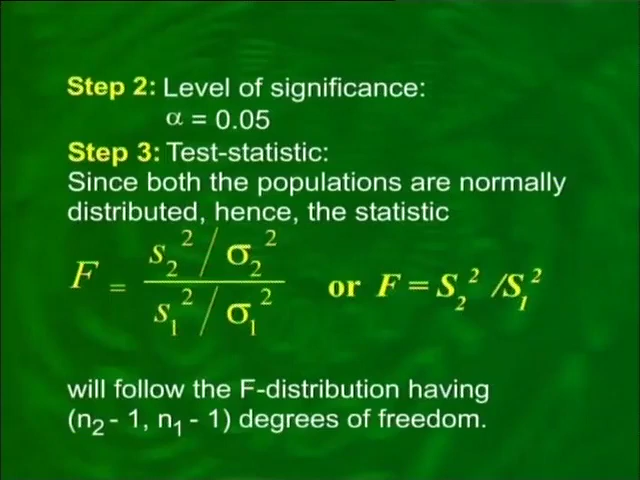 Step 2: Level of significance:
α = 0.05
Step 3: Test-statistic:
Since both the populations are normally
distributed, hence, the statistic
F = (s₂² / σ₂²) / (s₁² / σ₁²) or F = S₂² /S₁²
will follow the F-distribution having
(n₂ - 1, n₁ - 1) degrees of freedom.